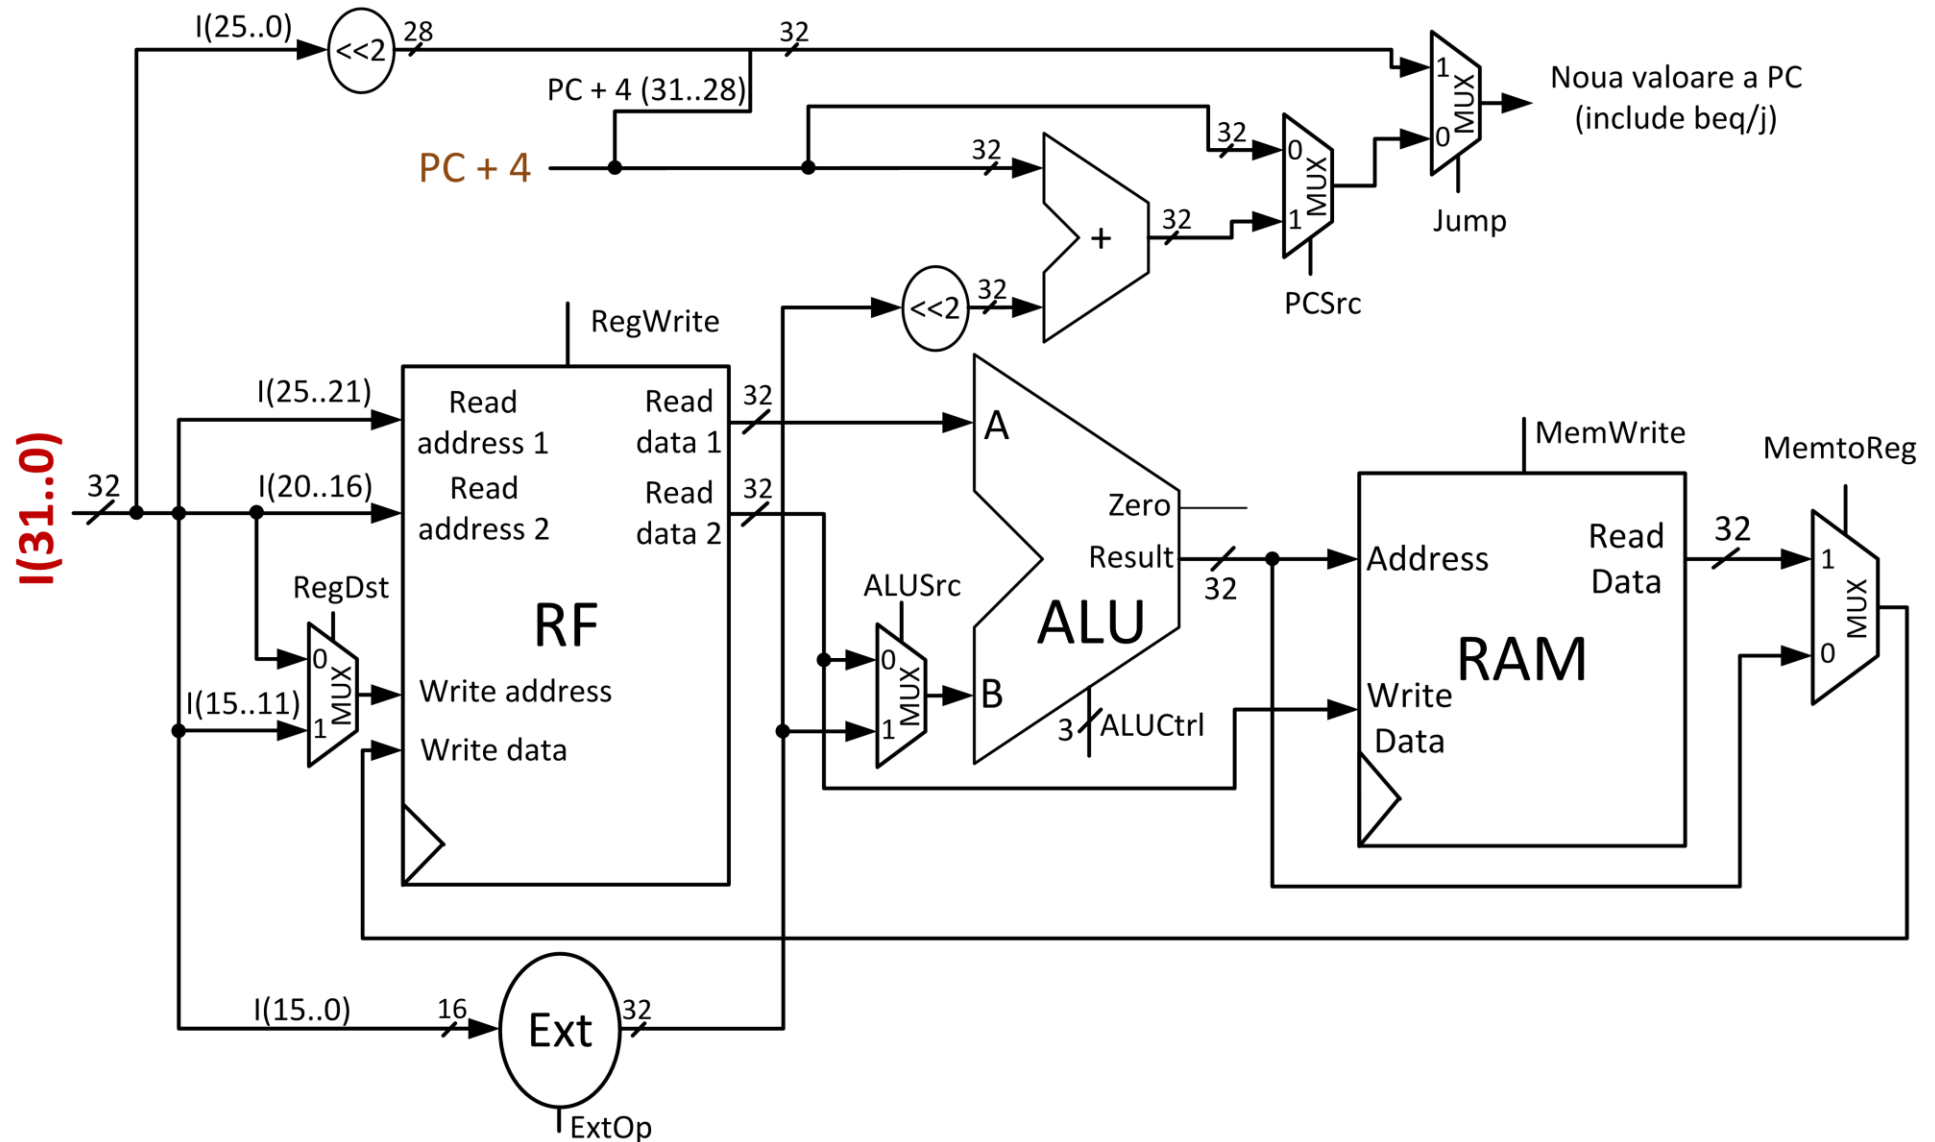 I(25..0)
<<2
28
32
PC + 4 (31..28)
1
MUX
0
Noua valoare a PC
(include beq/j)
Jump
PC + 4
32
32
0
MUX
1
PCSrc
+
32
<<2
32
RegWrite
I(31..0)
32
I(25..21)
I(20..16)
RegDst
0
MUX
1
I(15..11)
Read
address 1
Read
address 2
Read
data 1
Read
data 2
RF
Write address
Write data
32
32
ALUSrc
0
MUX
1
A
B
Zero
Result
ALU
3
ALUCtrl
32
MemWrite
Address
Read
Data
RAM
Write
Data
32
MemtoReg
1
MUX
0
I(15..0)
16
Ext
32
ExtOp